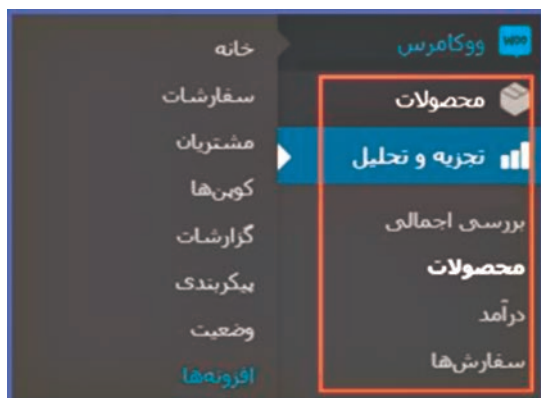 ووکامرس
محصولات
تجزیه و تحلیل
بررسی اجمالی
محصولات
درآمد
سفارش‌ها
خانه
سفارشات
مشتریان
کوپن‌ها
گزارشات
پیکربندی
وضعیت
افزونه‌ها